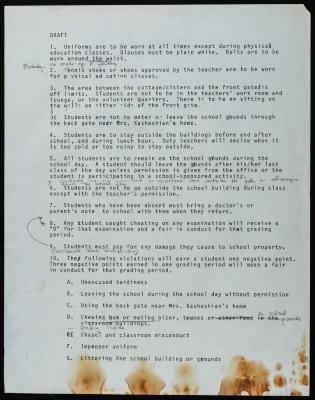 DRAFT
1. Uniforms are to be worn at all times except during physical
education classes. Blouses must be plain white. Belts are to be
worn around the waist.
no make-up &
2. Tennis shoes or shoes approved by the teacher are to be worn
for p ysical ed cation classes.
3. The area between the cottage/cistern and the front gate is
off limits. Students are not to be in the teachers' work room and
lounge, or the volunteer quarters. There is to be no sitting on
the wall on either side of the front gate.
3. Students are not to enter or leave the school grounds through
the back gate near Mrs. Kashashian's home.
4. Students are to stay outside the buildings before and after
school, and during lunch hour. Duty teachers will decide when it
is too cold or too rainy to stay outside.
5. All students are to remain on the school grounds during the
school day. A student should leave the grounds after his/her last
class of the day unless permission is given from the office or the
student is participating in a school-sponsored activity.
6. Students are not to go outside the school building during class
except with the teacher's permission.
7. Students who have been absent must bring a doctor's or
parent's note to school with them when they return.
8. Any student caught cheating on any examination will receive a
"0" for that examination and a fair in conduct for that grading
period.
9. Students must pay for any damage they cause to school property.
10. The following violations will earn a student one negative point.
Three negative points earned in one grading period will mean a fair
in conduct for that grading period.
A. Unexcused tardiness
B. Leaving the school during the school day without permission
C. Using the back gate near Mrs. Kashashian's home
on school
D. Chewing gum or eating bizer, termos or other food in the grounds
classroom buildings.
E. Chapel and classroom misconduct
F. Improper uniform
G. Littering the school building or grounds